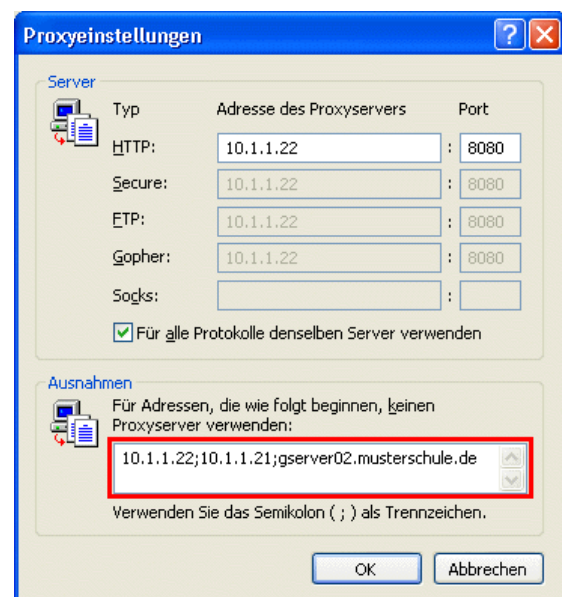 Proxyeinstellungen
Server
Typ Adresse des Proxyservers Port
HTTP: 10.1.1.22 : 8080
Secure: 10.1.1.22 : 8080
FTP: 10.1.1.22 : 8080
Gopher: 10.1.1.22 : 8080
Socks: :
Für alle Protokolle denselben Server verwenden
Ausnahmen
Für Adressen, die wie folgt beginnen, keinen
Proxyserver verwenden:
10.1.1.22;10.1.1.21;gserver02.musterschule.de
Verwenden Sie das Semikolon ( ; ) als Trennzeichen.
OK Abbrechen